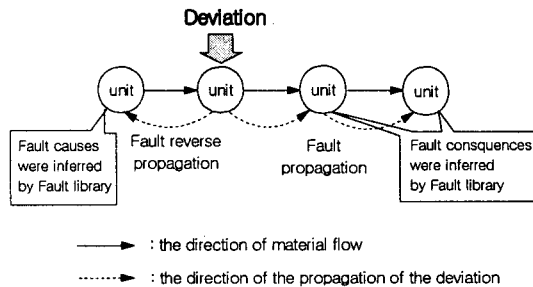 Deviation
unit
unit
unit
unit
Fault causes
were inferred
by Fault library
Fault reverse
propagation
Fault
propagation
Fault consquences
were inferred
by Fault library
: the direction of material flow
: the direction of the propagation of the deviation